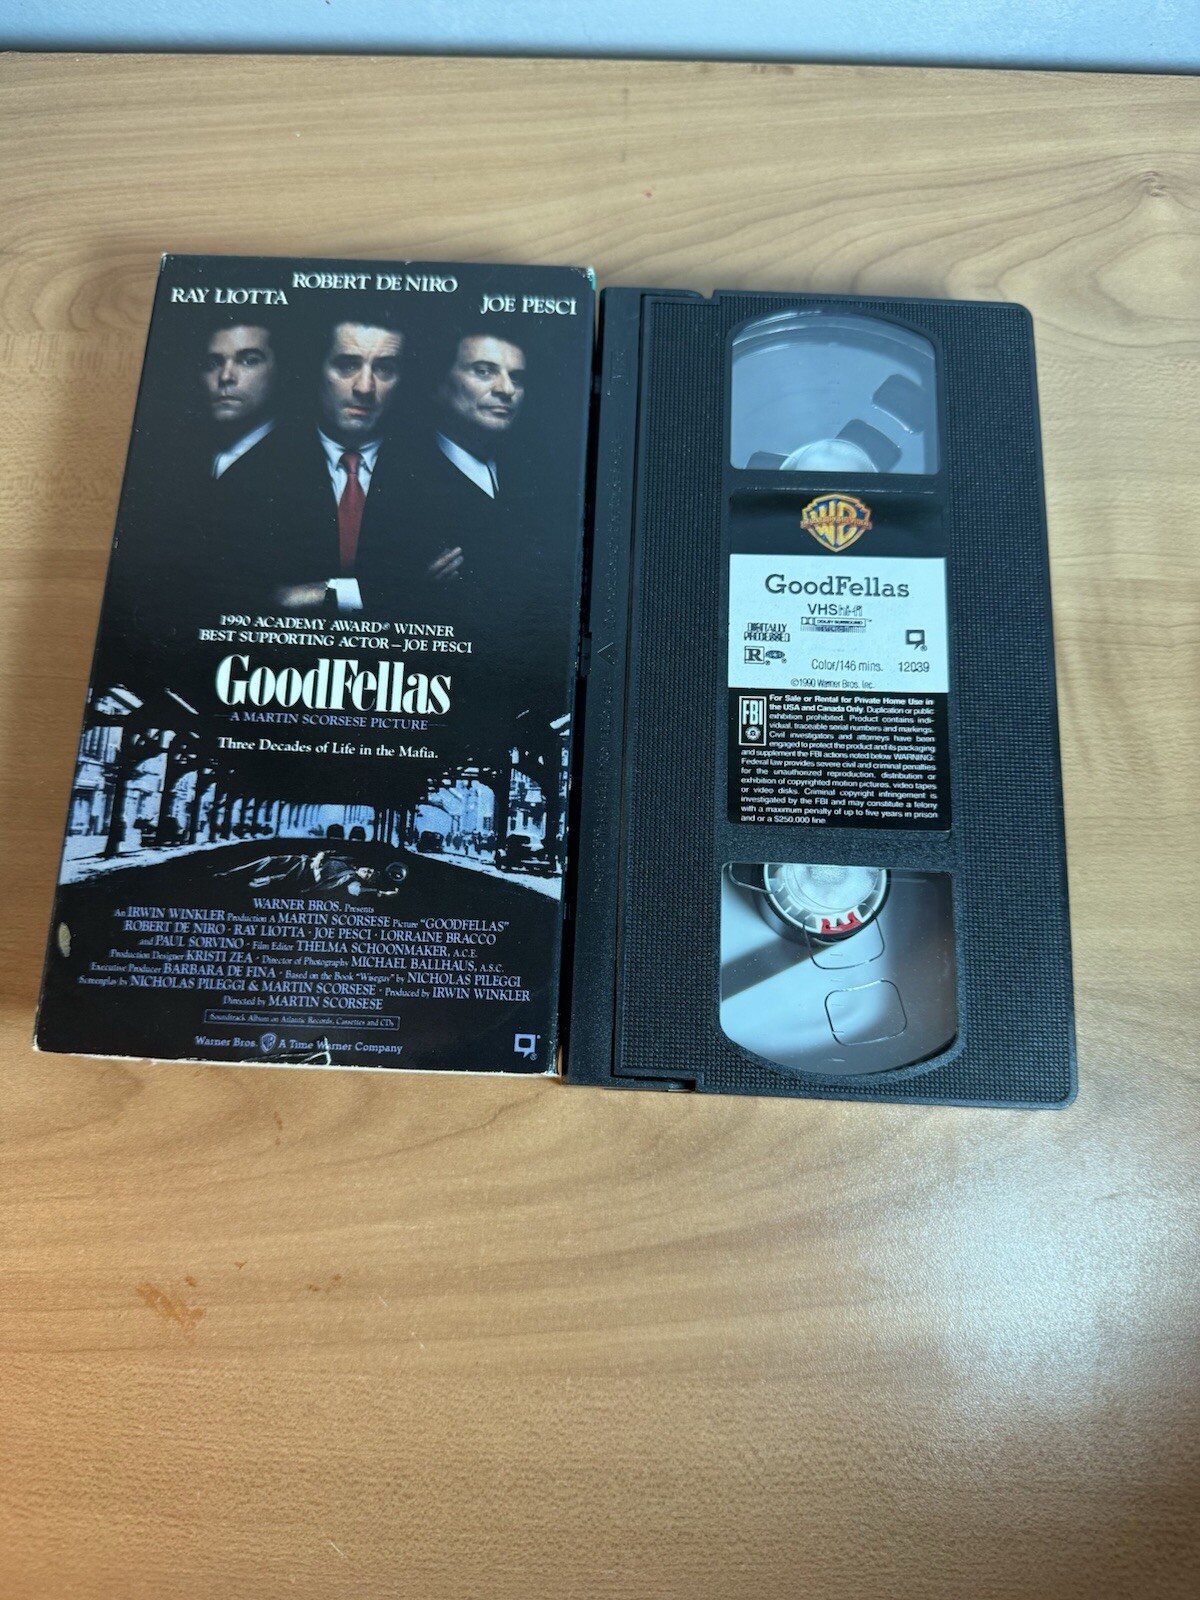 ROBERT DE NIRO
RAY LIOTTA
JOE PESCI
1990 ACADEMY AWARD® WINNER
BEST SUPPORTING ACTOR—JOE PESCI
GoodFellas
A MARTIN SCORSESE PICTURE
Three Decades of Life in the Mafia.
WARNER BROS. Presents
An IRWIN WINKLER Production A MARTIN SCORSESE Picture "GOODFELLAS"
ROBERT DE NIRO · RAY LIOTTA · JOE PESCI · LORRAINE BRACCO
and PAUL SORVINO · Film Editor THELMA SCHOONMAKER, A.C.E.
Production Designer KRISTI ZEA · Director of Photography MICHAEL BALLHAUS, A.S.C.
Executive Producer BARBARA DE FINA · Based on the Book "Wiseguy" by NICHOLAS PILEGGI
Screenplay by NICHOLAS PILEGGI & MARTIN SCORSESE · Produced by IRWIN WINKLER
Directed by MARTIN SCORSESE
Soundtrack Album on Atlantic Records, Cassettes and CDs
Warner Bros. A Time Warner Company
WB
GoodFellas
VHS hi-fi
DOLBY SURROUND
DIGITALLY
PROCESSED
R
Color/146 mins. 12039
©1990 Warner Bros. Inc.
FBI
For Sale or Rental for Private Home Use in
the USA and Canada Only. Duplication or public
exhibition prohibited. Product contains indi-
vidual, traceable serial numbers and markings.
Civil investigators and attorneys have been
engaged to protect the product and its packaging
and supplement the FBI actions noted below. WARNING:
Federal law provides severe civil and criminal penalties
for the unauthorized reproduction, distribution or
exhibition of copyrighted motion pictures, video tapes
or video disks. Criminal copyright infringement is
investigated by the FBI and may constitute a felony
with a maximum penalty of up to five years in prison
and or a $250.000 fine